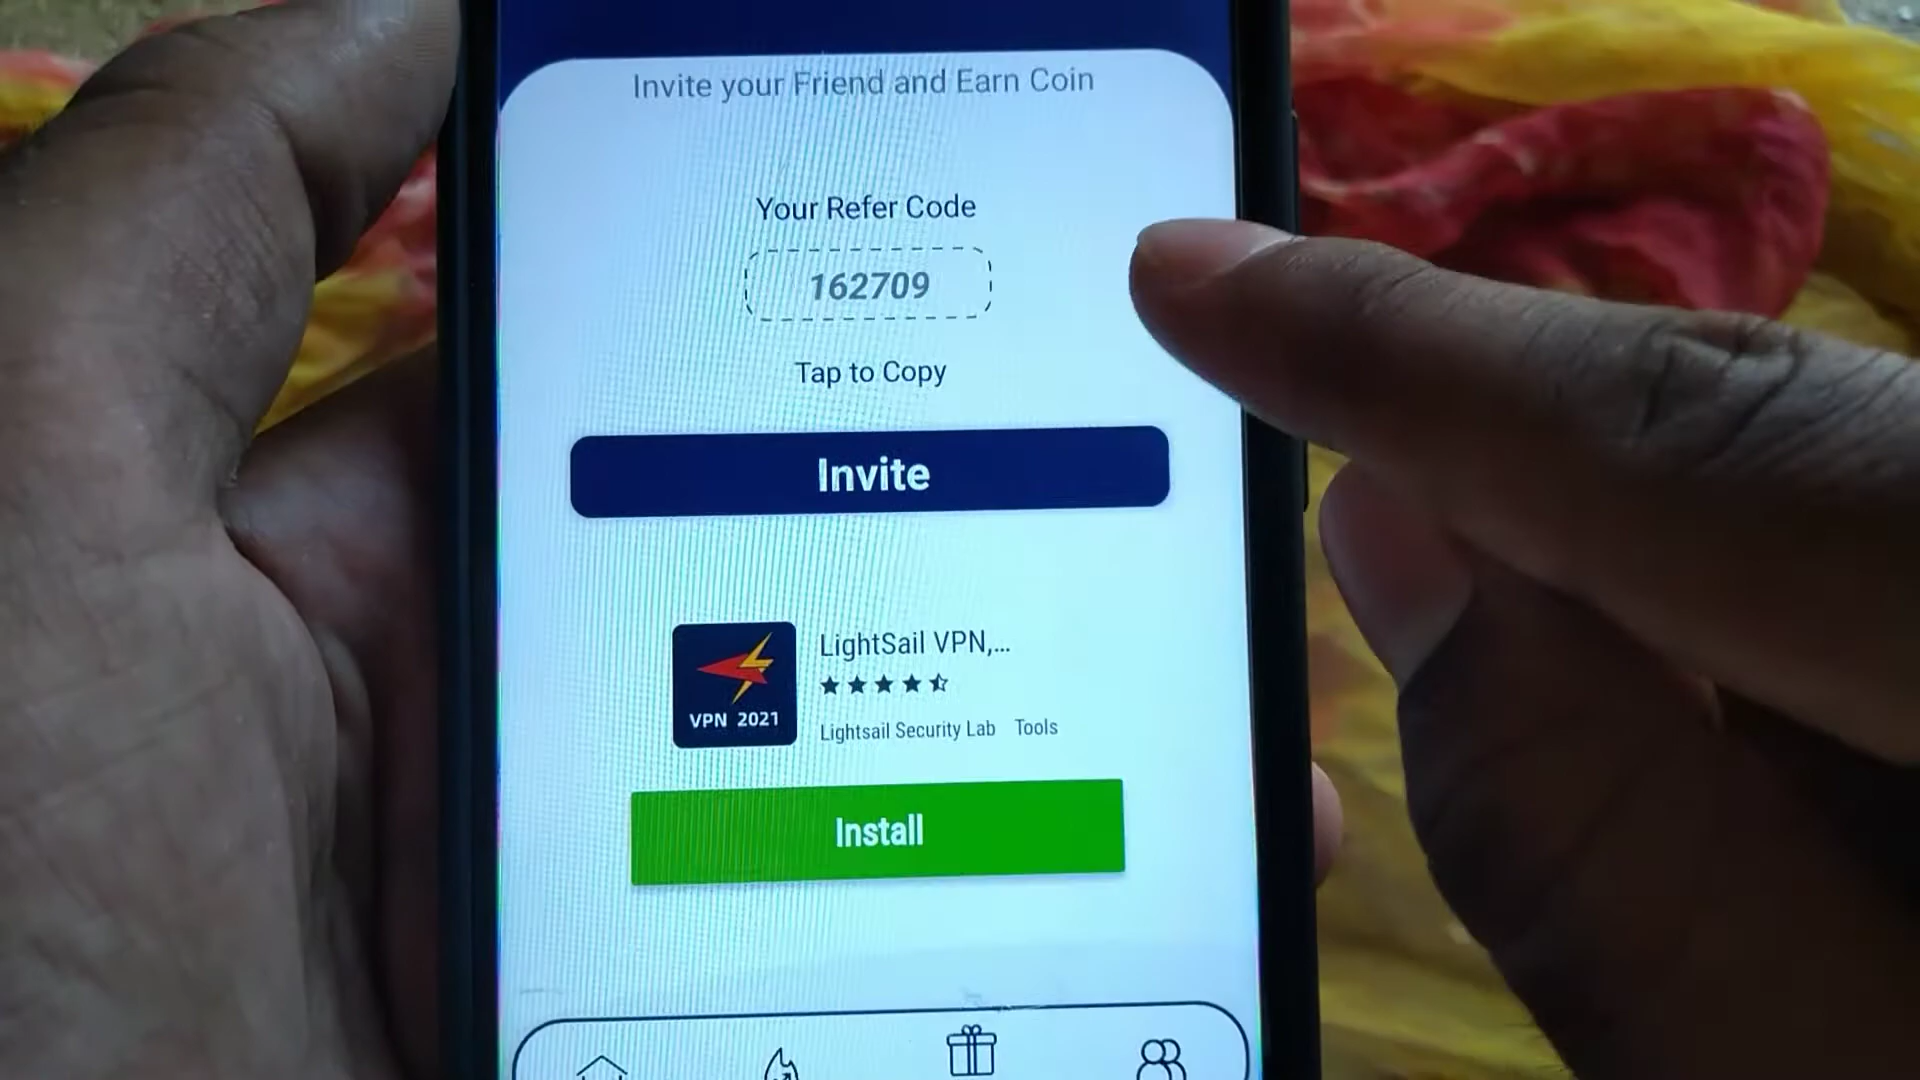 Invite your Friend and Earn Coin
Your Refer Code
162709
Tap to Copy
Invite
LightSail VPN,...
VPN 2021
Lightsail Security Lab Tools
Install